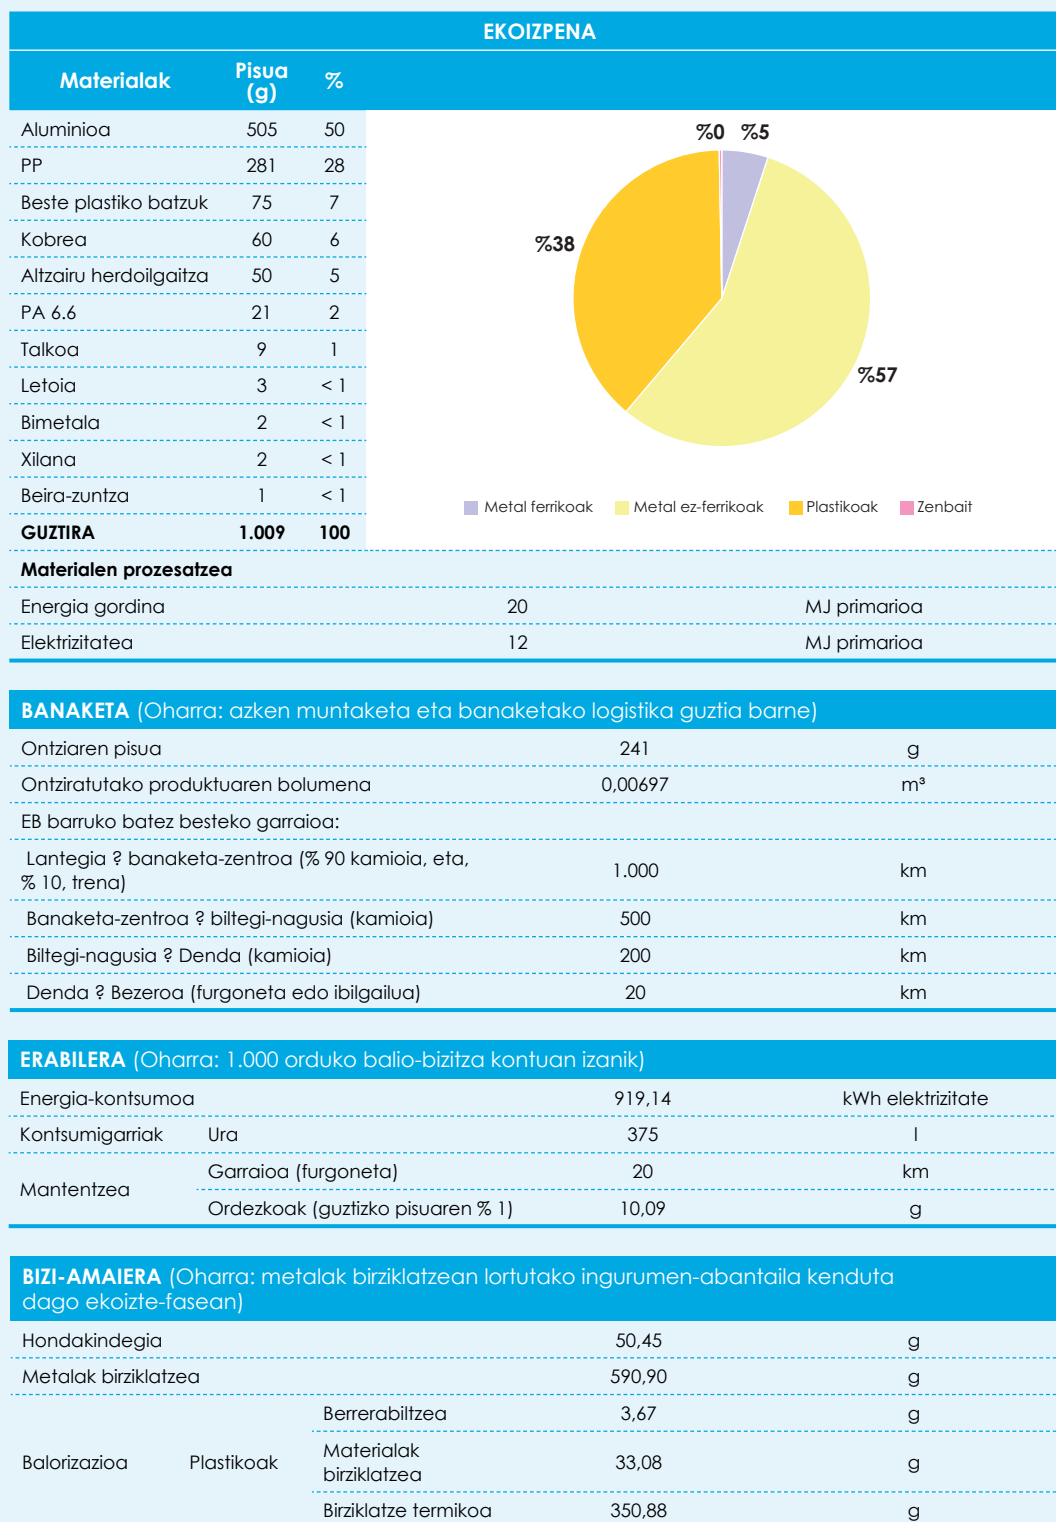 EKOIZPENA
Materialak Pisua (g) %
Aluminioa 505 50
PP 281 28
Beste plastiko batzuk 75 7
Kobrea 60 6
Altzairu herdoilgaitza 50 5
PA 6.6 21 2
Talkoa 9 1
Letoia 3 < 1
Bimetala 2 < 1
Xilana 2 < 1
Beira-zuntza 1 < 1
GUZTIRA 1.009 100
%0 %5
%38
%57
Metal ferrikoak Metal ez-ferrikoak Plastikoak Zenbait
Materialen prozesatzea
Energia gordina 20 MJ primarioa
Elektrizitatea 12 MJ primarioa
BANAKETA (Oharra: azken muntaketa eta banaketako logistika guztia barne)
Ontziaren pisua 241 g
Ontziratutako produktuaren bolumena 0,00697 m³
EB barruko batez besteko garraioa:
Lantegia ? banaketa-zentroa (% 90 kamioia, eta,
% 10, trena) 1.000 km
Banaketa-zentroa ? biltegi-nagusia (kamioia) 500 km
Biltegi-nagusia ? Denda (kamioia) 200 km
Denda ? Bezeroa (furgoneta edo ibilgailua) 20 km
ERABILERA (Oharra: 1.000 orduko balio-bizitza kontuan izanik)
Energia-kontsumoa 919,14 kWh elektrizitate
Kontsumigarriak Ura 375 l
Mantentzea
Garraioa (furgoneta) 20 km
Ordezkoak (guztizko pisuaren % 1) 10,09 g
BIZI-AMAIERA (Oharra: metalak birziklatzean lortutako ingurumen-abantaila kenduta
dago ekoizte-fasean)
Hondakindegia 50,45 g
Metalak birziklatzea 590,90 g
Balorizazioa Plastikoak
Berrerabiltzea 3,67 g
Materialak
birziklatzea 33,08 g
Birziklatze termikoa 350,88 g